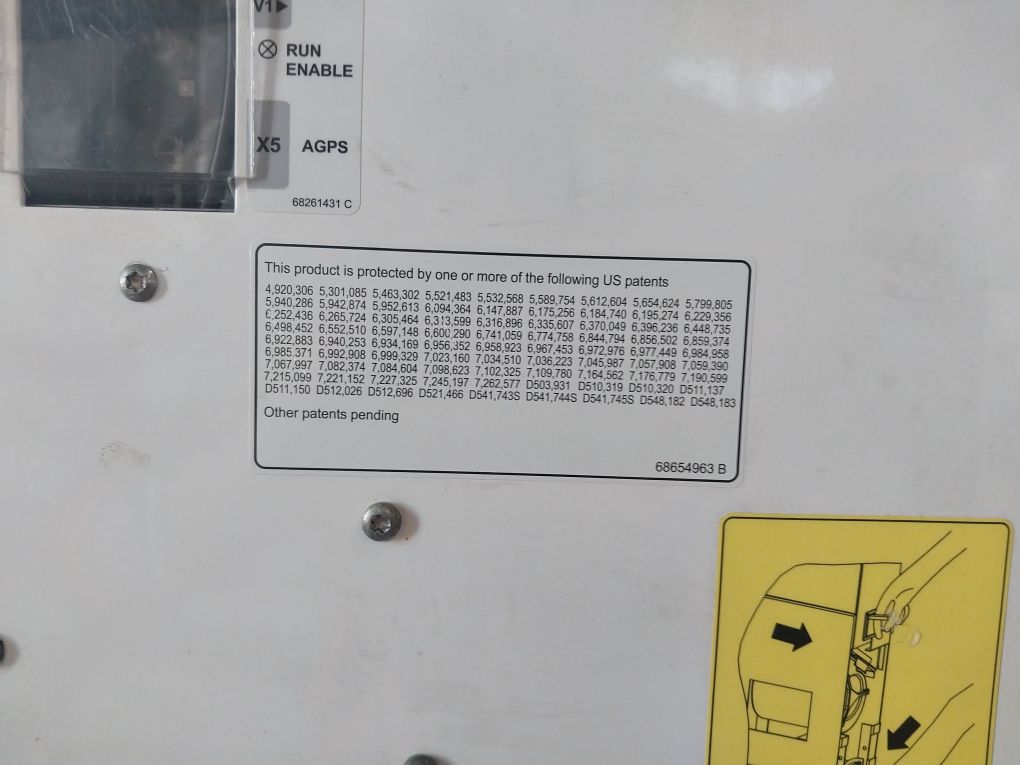 V1▶
⊗ RUN
ENABLE
X5 AGPS
68261431 C
This product is protected by one or more of the following US patents
4,920,306 5,301,085 5,463,302 5,521,483 5,532,568 5,589,754 5,612,604 5,654,624 5,799,805
5,940,286 5,942,874 5,952,613 6,094,364 6,147,887 6,175,256 6,184,740 6,195,274 6,229,356
6,252,436 6,265,724 6,305,464 6,313,599 6,316,896 6,335,607 6,370,049 6,396,236 6,448,735
6,498,452 6,552,510 6,597,148 6,600,290 6,741,059 6,774,758 6,844,794 6,856,502 6,859,374
6,922,883 6,940,253 6,934,169 6,956,352 6,958,923 6,967,453 6,972,976 6,977,449 6,984,958
6,985,371 6,992,908 6,999,329 7,023,160 7,034,510 7,036,223 7,045,987 7,057,908 7,059,390
7,067,997 7,082,374 7,084,604 7,098,623 7,102,325 7,109,780 7,164,562 7,176,779 7,190,599
7,215,099 7,221,152 7,227,325 7,245,197 7,262,577 D503,931 D510,319 D510,320 D511,137
D511,150 D512,026 D512,696 D521,466 D541,743S D541,744S D541,745S D548,182 D548,183
Other patents pending
68654963 B